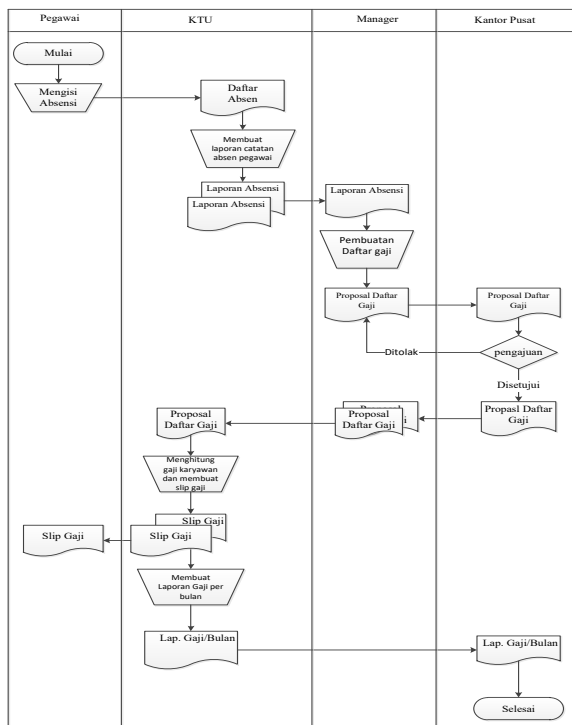 Pegawai
KTU
Manager
Kantor Pusat
Mulai
Mengisi
Absensi
Daftar
Absen
Membuat
laporan catatan
absen pegawai
Laporan Absensi
Laporan Absensi
Laporan Absensi
Pembuatan
Daftar gaji
Proposal Daftar
Gaji
Proposal Daftar
Gaji
Ditolak
pengajuan
Disetujui
Proposal
Daftar Gaji
Proposal
Daftar Gaji
Propasl Daftar
Gaji
Menghitung
gaji karyawan
dan membuat
slip gaji
Slip Gaji
Slip Gaji
Slip Gaji
Membuat
Laporan Gaji per
bulan
Lap. Gaji/Bulan
Lap. Gaji/Bulan
Selesai